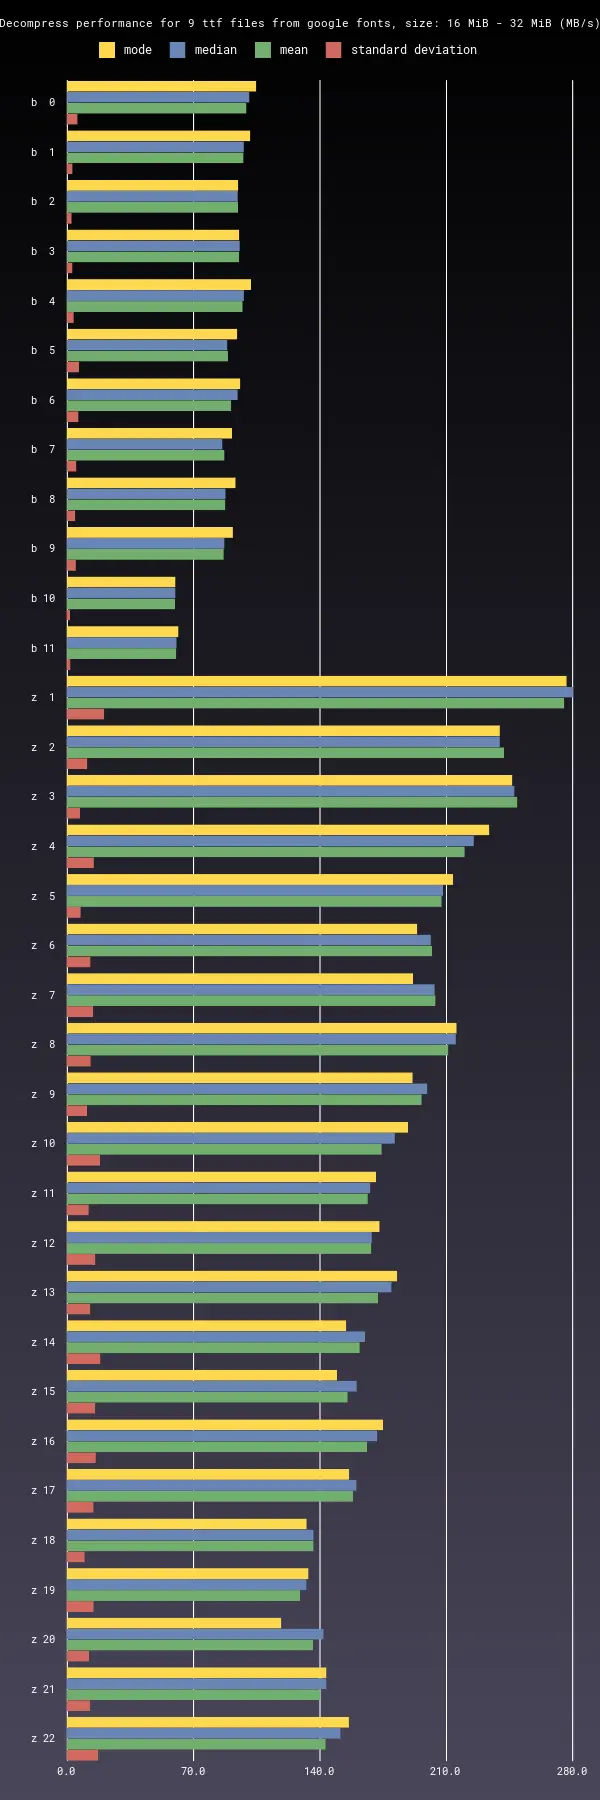 Decompress performance for 9 ttf files from google fonts, size: 16 MiB - 32 MiB (MB/s)
mode median mean standard deviation
b 0
b 1
b 2
b 3
b 4
b 5
b 6
b 7
b 8
b 9
b 10
b 11
z 1
z 2
z 3
z 4
z 5
z 6
z 7
z 8
z 9
z 10
z 11
z 12
z 13
z 14
z 15
z 16
z 17
z 18
z 19
z 20
z 21
z 22
0.0 70.0 140.0 210.0 280.0